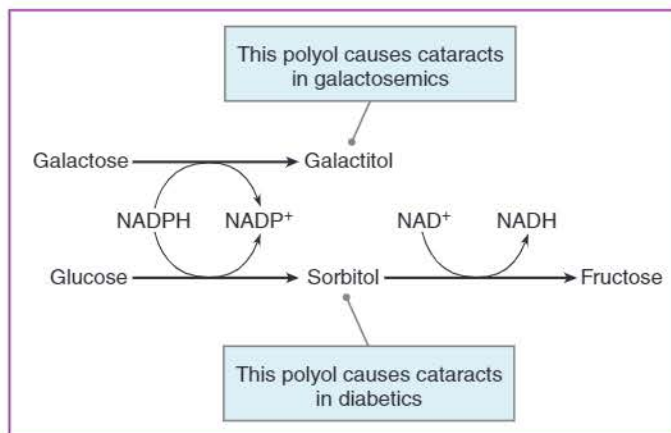 This polyol causes cataracts
in galactosemics
Galactose
Galactitol
NADPH
NADP+
NAD+
NADH
Glucose
Sorbitol
Fructose
This polyol causes cataracts
in diabetics